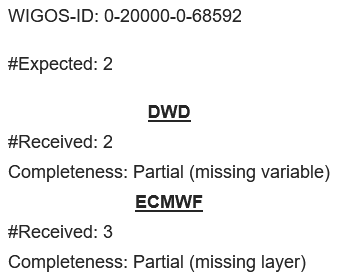 WIGOS-ID: 0-20000-0-68592
#Expected: 2
DWD
#Received: 2
Completeness: Partial (missing variable)
ECMWF
#Received: 3
Completeness: Partial (missing layer)